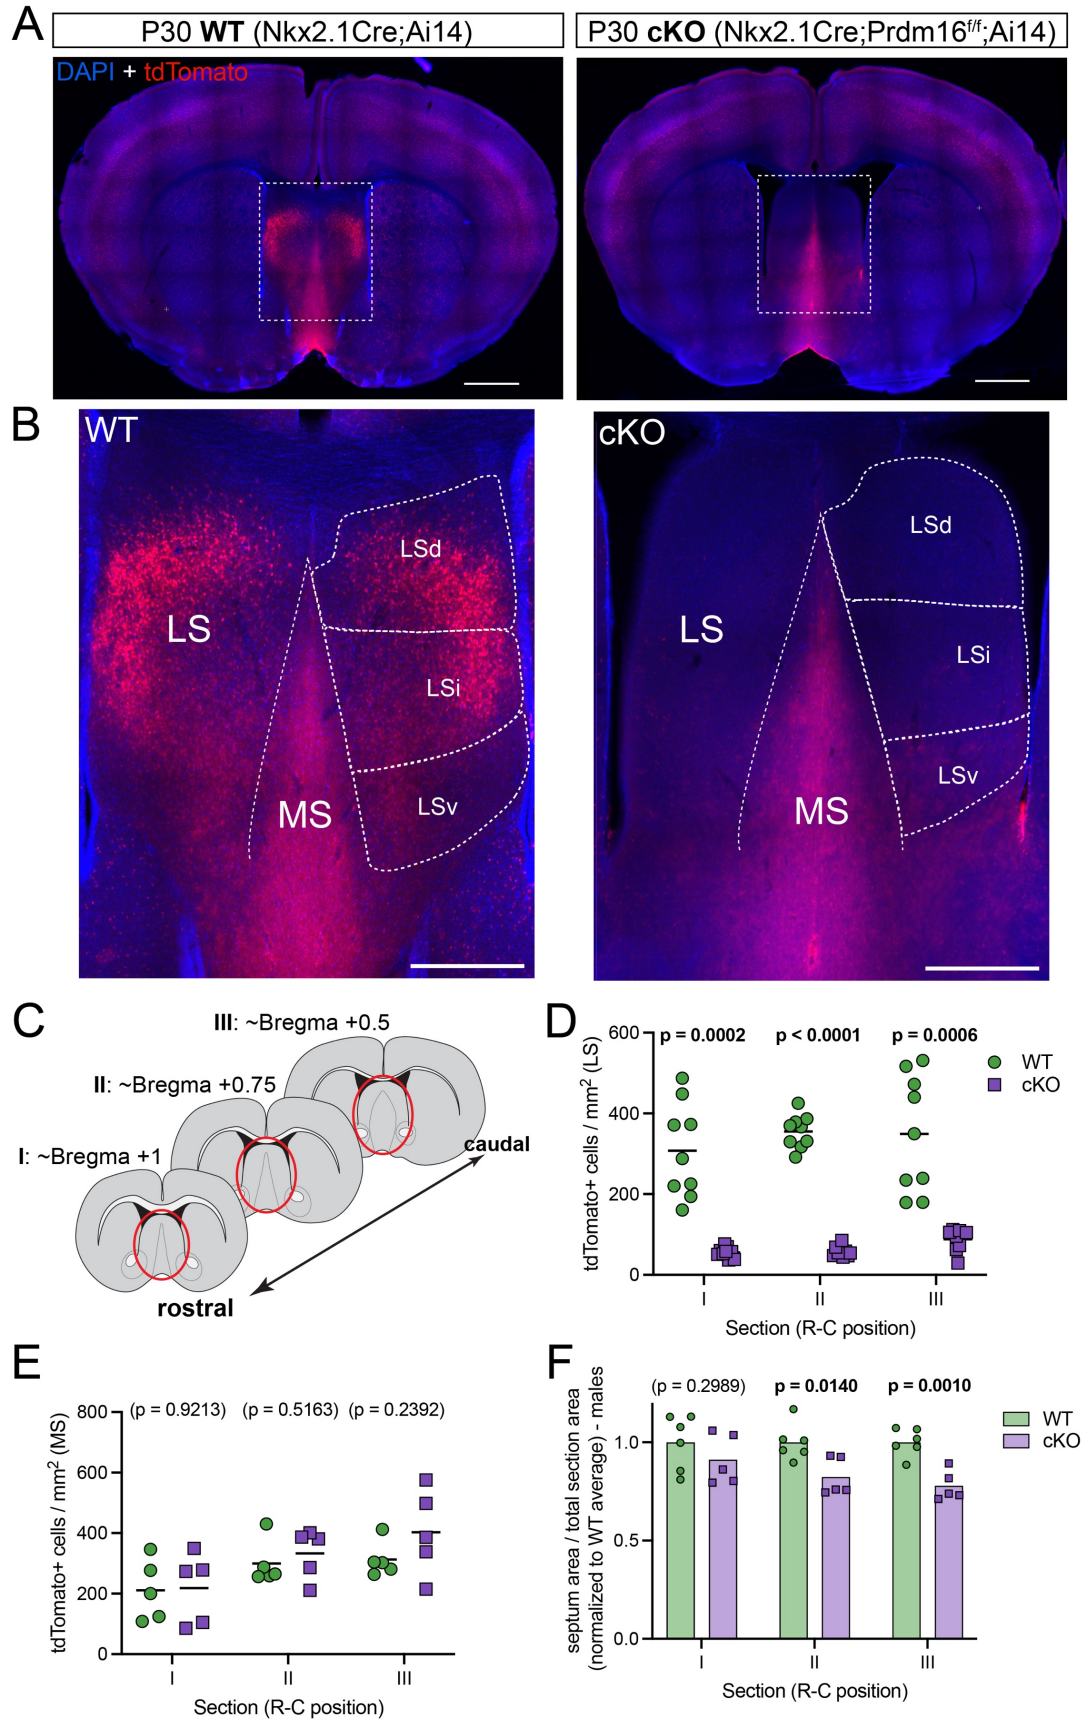 A
P30 WT (Nkx2.1Cre;Ai14)
P30 cKO (Nkx2.1Cre;Prdm16f/f;Ai14)
DAPI + tdTomato
B
WT
LS
MS
LSd
LSi
LSv
cKO
LS
MS
LSd
LSi
LSv
C
III: ~Bregma +0.5
II: ~Bregma +0.75
I: ~Bregma +1
caudal
rostral
D
tdTomato+ cells / mm² (LS)
600
400
200
0
p = 0.0002
p < 0.0001
p = 0.0006
WT
cKO
I
II
III
Section (R-C position)
E
tdTomato+ cells / mm² (MS)
800
600
400
200
0
(p = 0.9213)
(p = 0.5163)
(p = 0.2392)
I
II
III
Section (R-C position)
F
septum area / total section area
(normalized to WT average) - males
1.0
0.5
0.0
(p = 0.2989)
p = 0.0140
p = 0.0010
WT
cKO
I
II
III
Section (R-C position)